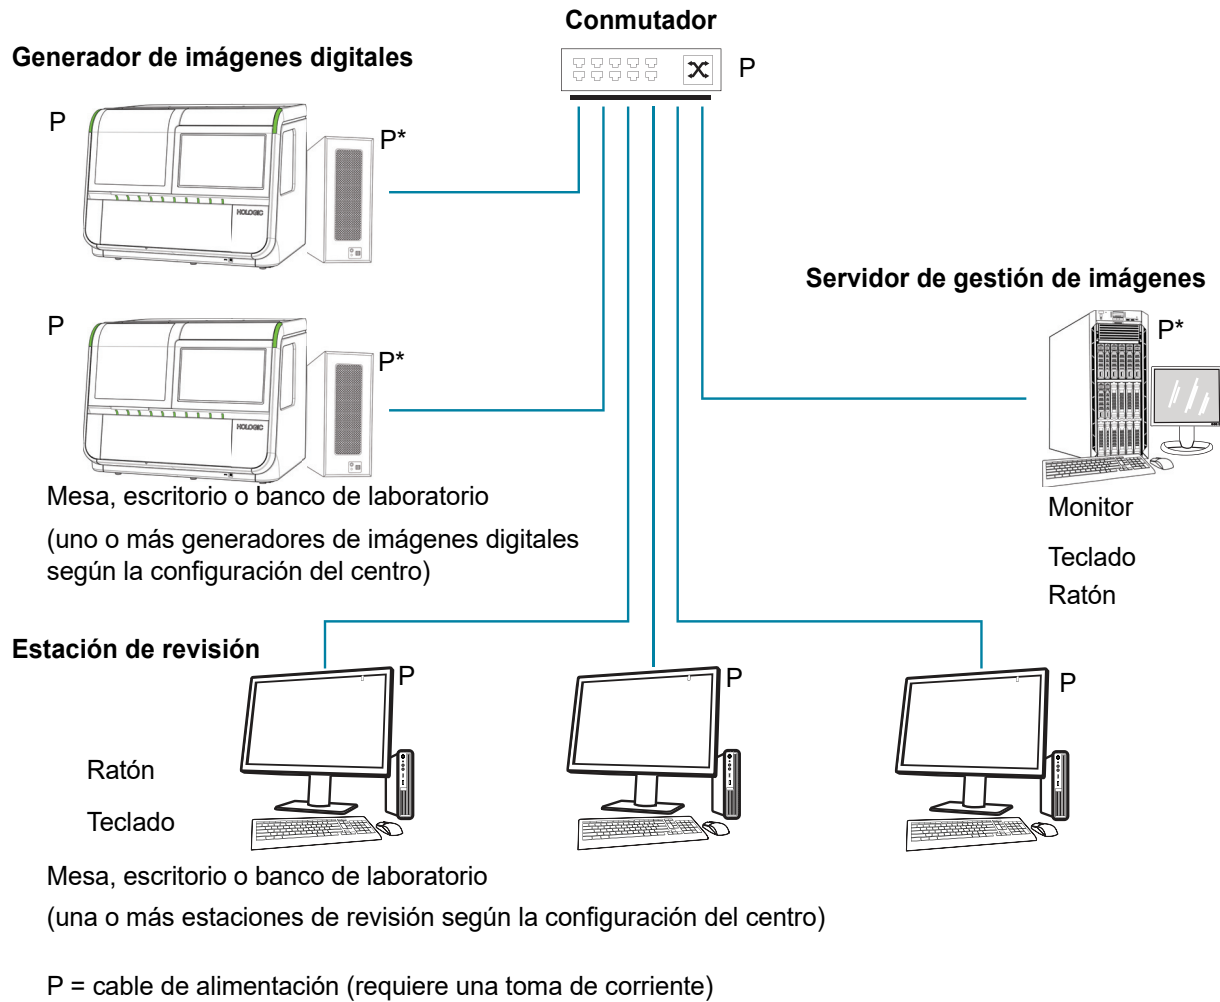 Conmutador
P
Generador de imágenes digitales
P
P*
HOLOGIC
Servidor de gestión de imágenes
P*
P
P*
HOLOGIC
Mesa, escritorio o banco de laboratorio
(uno o más generadores de imágenes digitales
según la configuración del centro)
Monitor
Teclado
Ratón
Estación de revisión
P
P
P
Ratón
Teclado
Mesa, escritorio o banco de laboratorio
(una o más estaciones de revisión según la configuración del centro)
P = cable de alimentación (requiere una toma de corriente)